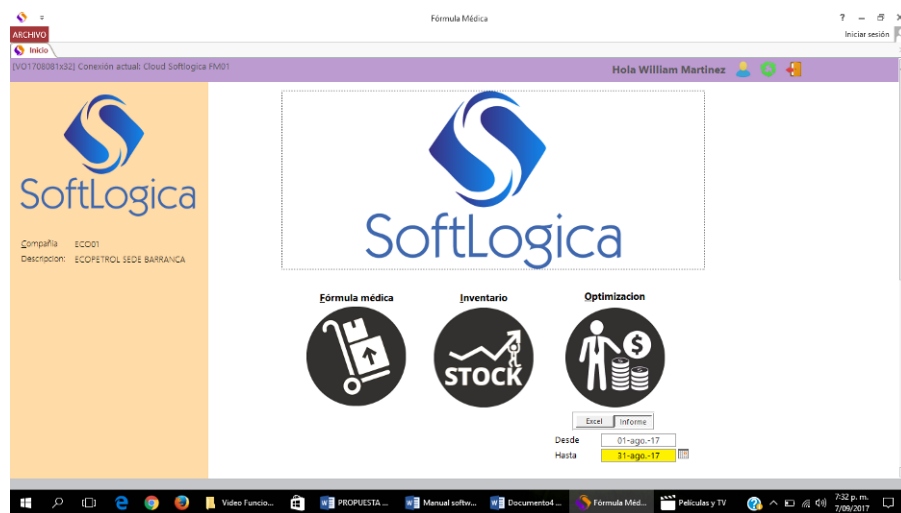 Fórmula Médica
?
ARCHIVO
Iniciar sesión
Inicio
[VO1708081x32] Conexión actual: Cloud Softlogica FM01
Hola William Martinez
SoftLogica
SoftLogica
Compañía ECO01
Descripcion: ECOPETROL SEDE BARRANCA
Fórmula médica Inventario Optimizacion
STOCK
$
Excel Informe
Desde 01-ago.-17
Hasta 31-ago.-17
Video Funcio... PROPUESTA ... Manual softw... Documento4 ... Fórmula Méd... Películas y TV
7:32 p. m.
7/09/2017